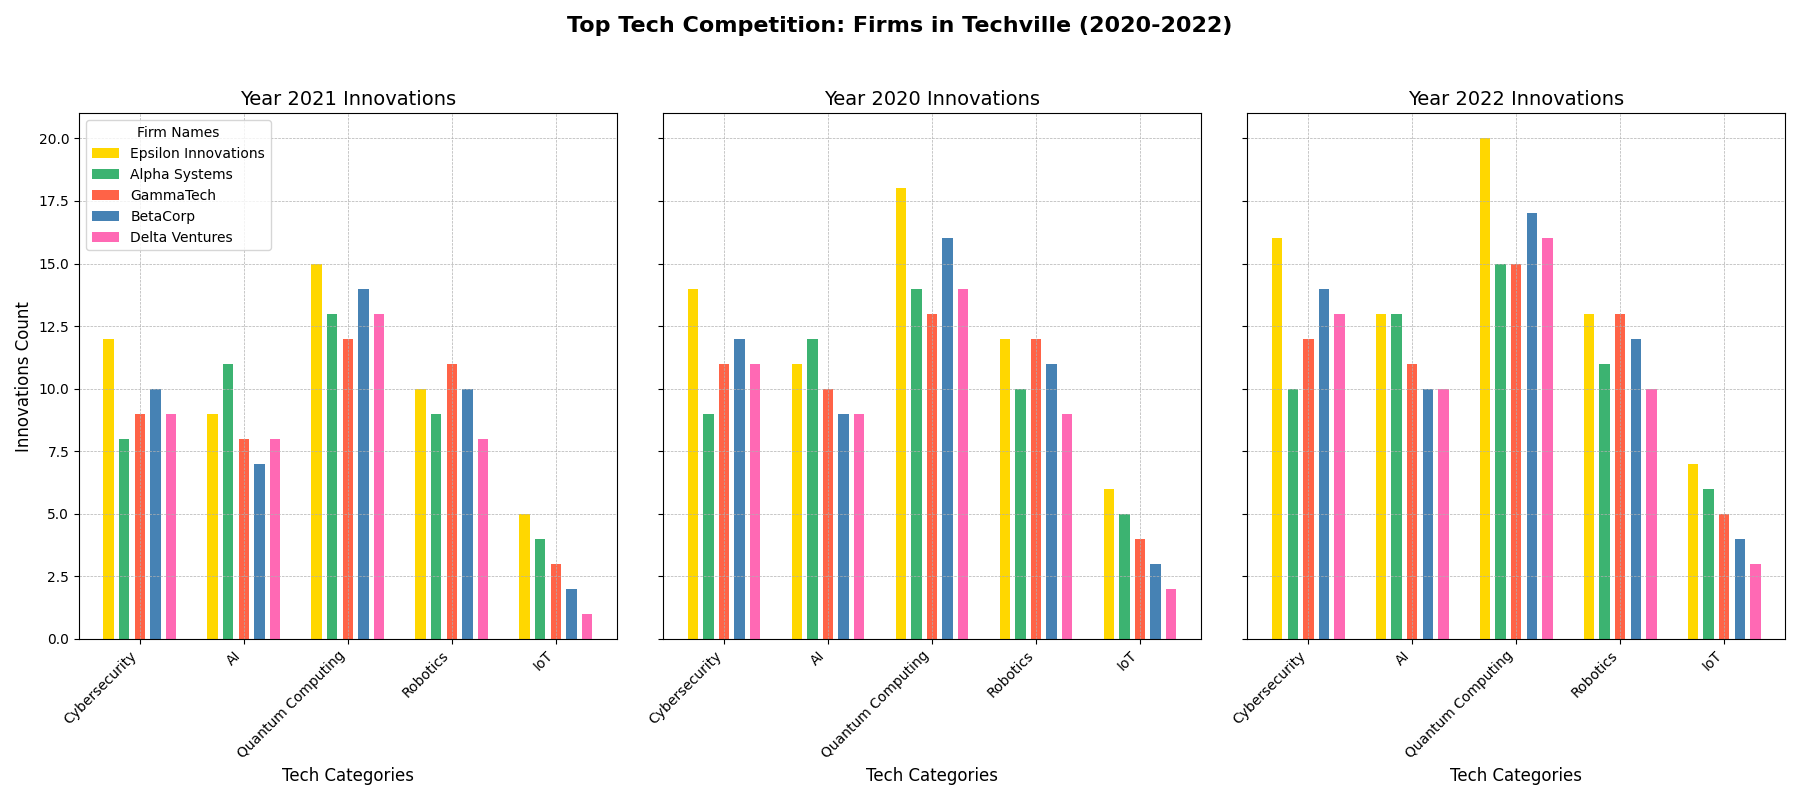 Top Tech Competition: Firms in Techville (2020-2022)
Year 2021 Innovations
Innovations Count
20.0
17.5
15.0
12.5
10.0
7.5
5.0
2.5
0.0
Firm Names
Epsilon Innovations
Alpha Systems
GammaTech
BetaCorp
Delta Ventures
Cybersecurity
AI
Quantum Computing
Robotics
IoT
Tech Categories
Year 2020 Innovations
Cybersecurity
AI
Quantum Computing
Robotics
IoT
Tech Categories
Year 2022 Innovations
Cybersecurity
AI
Quantum Computing
Robotics
IoT
Tech Categories